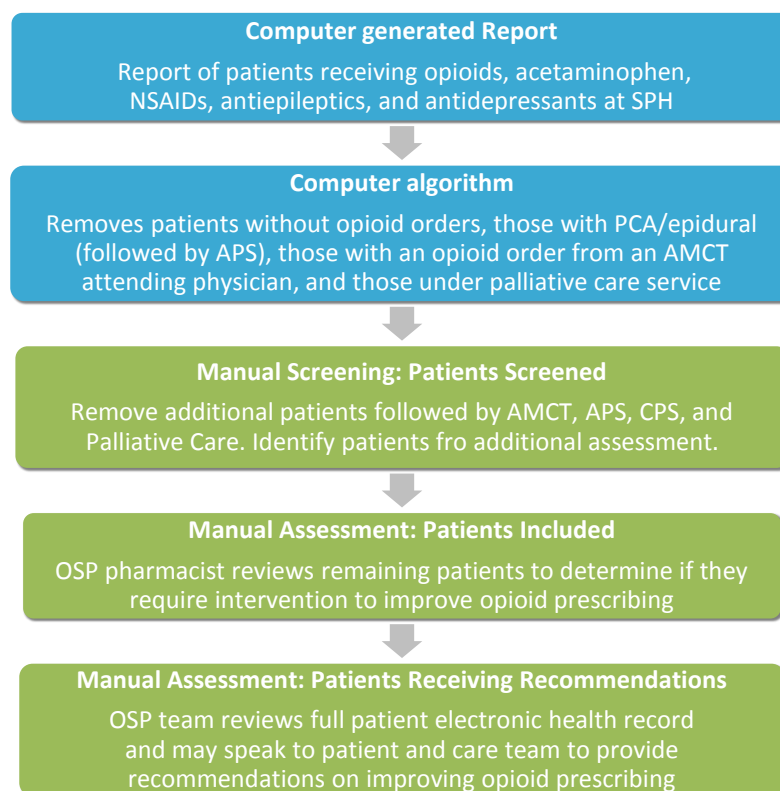 Computer generated Report
Report of patients receiving opioids, acetaminophen,
NSAIDs, antiepileptics, and antidepressants at SPH
Computer algorithm
Removes patients without opioid orders, those with PCA/epidural
(followed by APS), those with an opioid order from an AMCT
attending physician, and those under palliative care service
Manual Screening: Patients Screened
Remove additional patients followed by AMCT, APS, CPS, and
Palliative Care. Identify patients fro additional assessment.
Manual Assessment: Patients Included
OSP pharmacist reviews remaining patients to determine if they
require intervention to improve opioid prescribing
Manual Assessment: Patients Receiving Recommendations
OSP team reviews full patient electronic health record
and may speak to patient and care team to provide
recommendations on improving opioid prescribing